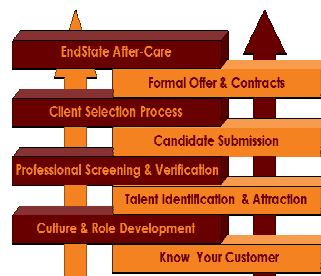 EndState After-Care
Formal Offer & Contracts
Client Selection Process
Candidate Submission
Professional Screening & Verification
Talent Identification & Attraction
Culture & Role Development
Know Your Customer